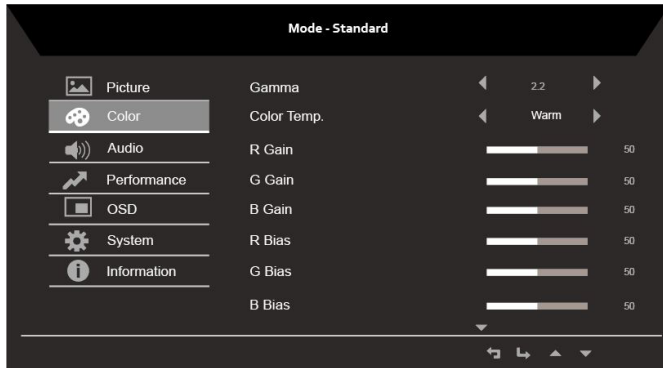 Mode - Standard
Picture
Color
Audio
Performance
OSD
System
Information
Gamma 2.2
Color Temp. Warm
R Gain 50
G Gain 50
B Gain 50
R Bias 50
G Bias 50
B Bias 50